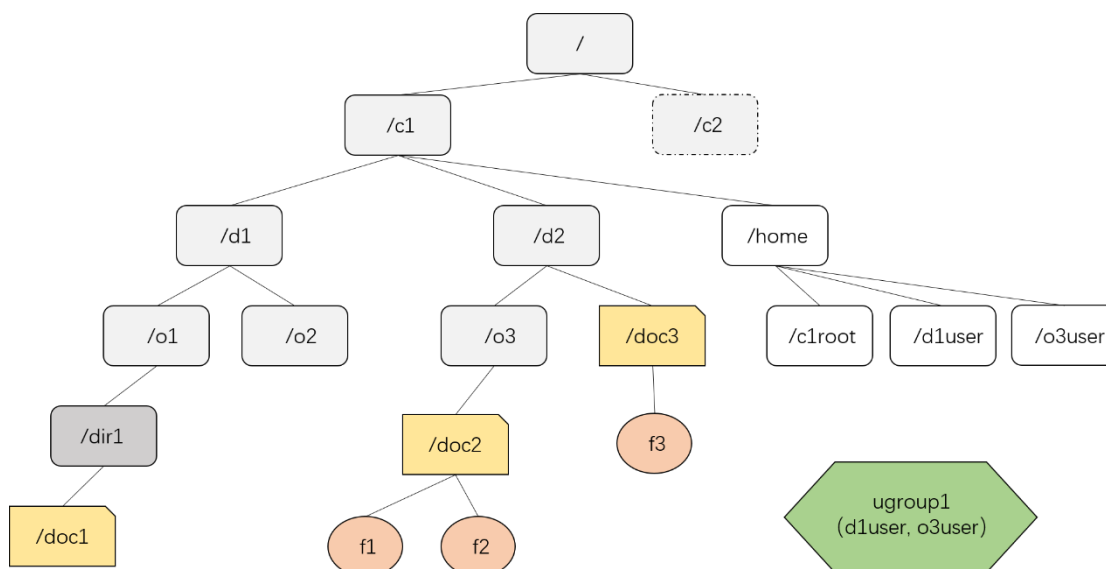 /
/c1
/c2
/d1
/d2
/home
/o1
/o2
/o3
/doc3
/c1root
/d1user
/o3user
/dir1
/doc2
f3
/doc1
f1
f2
ugroup1
(d1user, o3user)